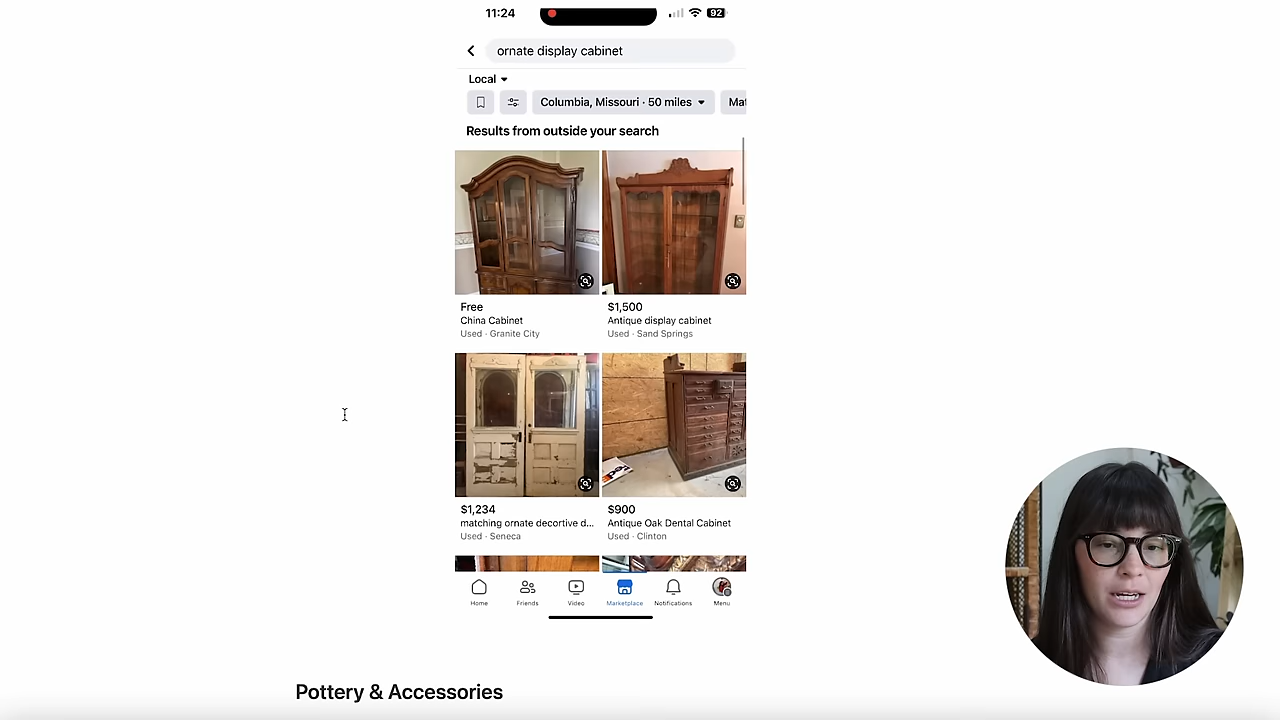 11:24
92
ornate display cabinet
Local
Columbia, Missouri · 50 miles
Mat
Results from outside your search
Free
China Cabinet
Used · Granite City
$1,500
Antique display cabinet
Used · Sand Springs
$1,234
matching ornate decortive d...
Used · Seneca
$900
Antique Oak Dental Cabinet
Used · Clinton
Home
Friends
Video
Marketplace
Notifications
Menu
Pottery & Accessories